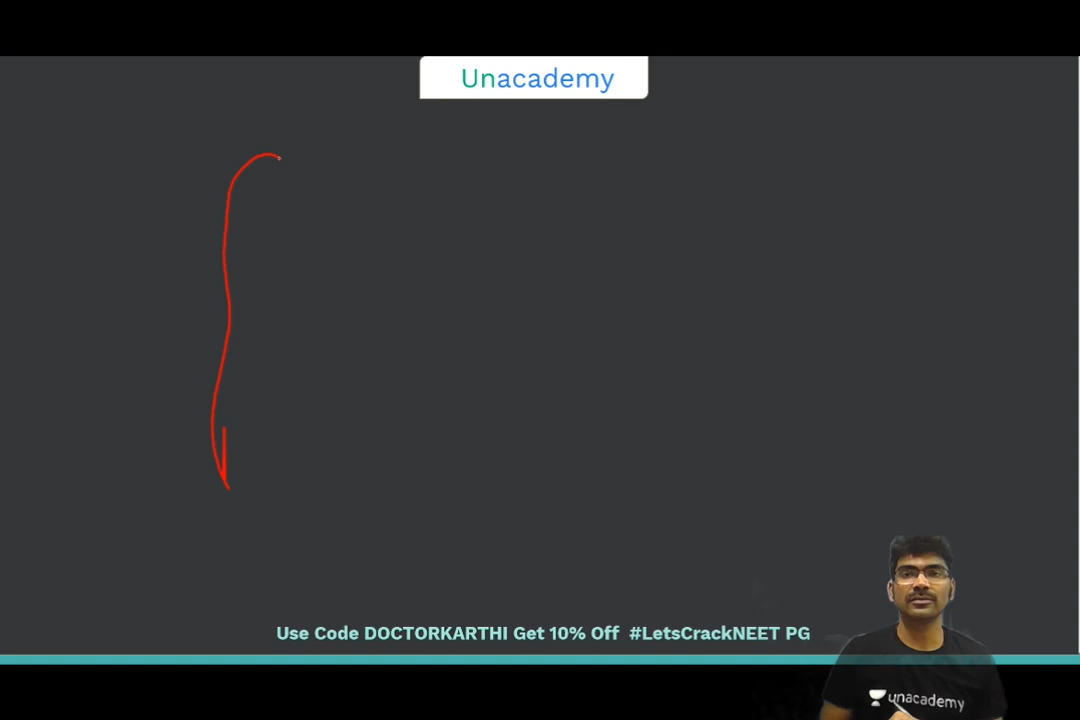 Unacademy
Use Code DOCTORKARTHI Get 10% Off #LetsCrackNEET PG
unacademy